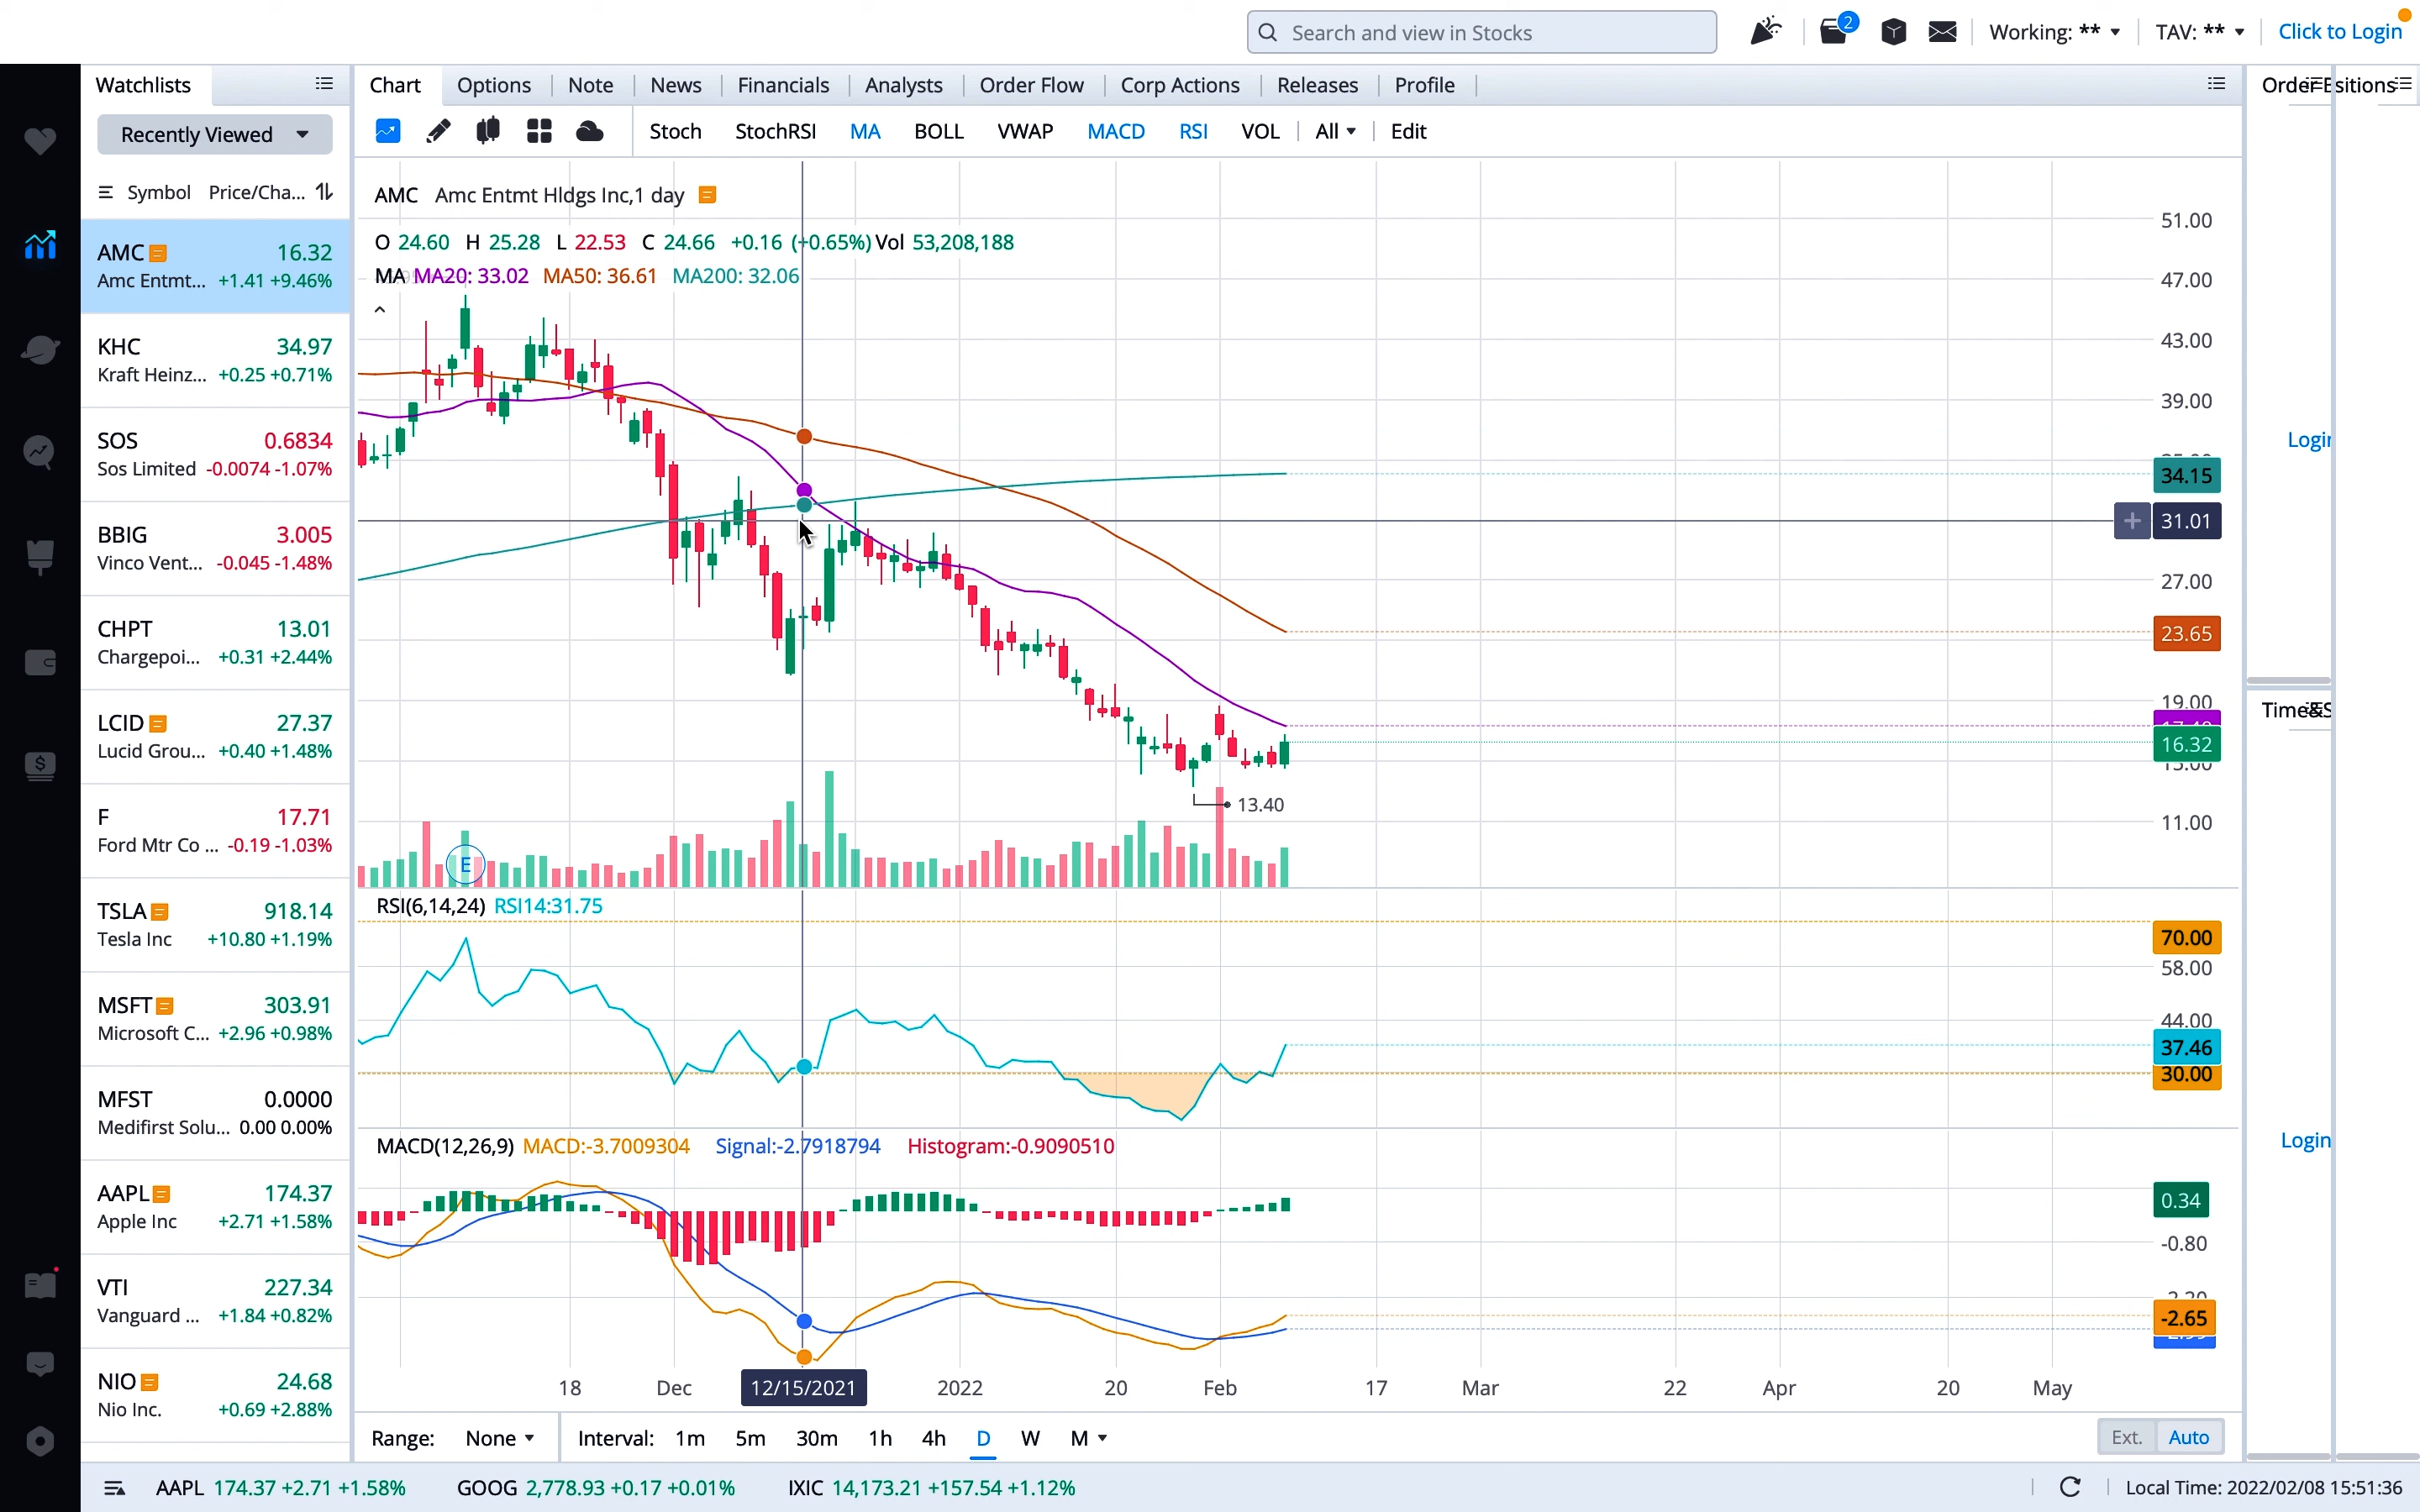 Search and view in Stocks
2
Working: **
TAV: **
Click to Login
Watchlists
Chart
Options
Note
News
Financials
Analysts
Order Flow
Corp Actions
Releases
Profile
Recently Viewed
Stoch
StochRSI
MA
BOLL
VWAP
MACD
RSI
VOL
All
Edit
Symbol Price/Cha...
AMC 16.32
Amc Entmt... +1.41 +9.46%
KHC 34.97
Kraft Heinz... +0.25 +0.71%
SOS 0.6834
Sos Limited -0.0074 -1.07%
BBIG 3.005
Vinco Vent... -0.045 -1.48%
CHPT 13.01
Chargepoi... +0.31 +2.44%
LCID 27.37
Lucid Grou... +0.40 +1.48%
F 17.71
Ford Mtr Co ... -0.19 -1.03%
TSLA 918.14
Tesla Inc +10.80 +1.19%
MSFT 303.91
Microsoft C... +2.96 +0.98%
MFST 0.0000
Medifirst Solu... 0.00 0.00%
AAPL 174.37
Apple Inc +2.71 +1.58%
VTI 227.34
Vanguard ... +1.84 +0.82%
NIO 24.68
Nio Inc. +0.69 +2.88%
AMC Amc Entmt Hldgs Inc,1 day
O 24.60 H 25.28 L 22.53 C 24.66 +0.16 (+0.65%) Vol 53,208,188
MA MA20: 33.02 MA50: 36.61 MA200: 32.06
51.00
47.00
43.00
39.00
34.15
+ 31.01
27.00
23.65
19.00
16.32
11.00
13.40
E
RSI(6,14,24) RSI14:31.75
70.00
58.00
44.00
37.46
30.00
MACD(12,26,9) MACD:-3.7009304 Signal:-2.7918794 Histogram:-0.9090510
0.34
-0.80
-2.65
18 Dec 12/15/2021 2022 20 Feb 17 Mar 22 Apr 20 May
Range: None Interval: 1m 5m 30m 1h 4h D W M
Ext. Auto
Login
AAPL 174.37 +2.71 +1.58% GOOG 2,778.93 +0.17 +0.01% IXIC 14,173.21 +157.54 +1.12%
Local Time: 2022/02/08 15:51:36